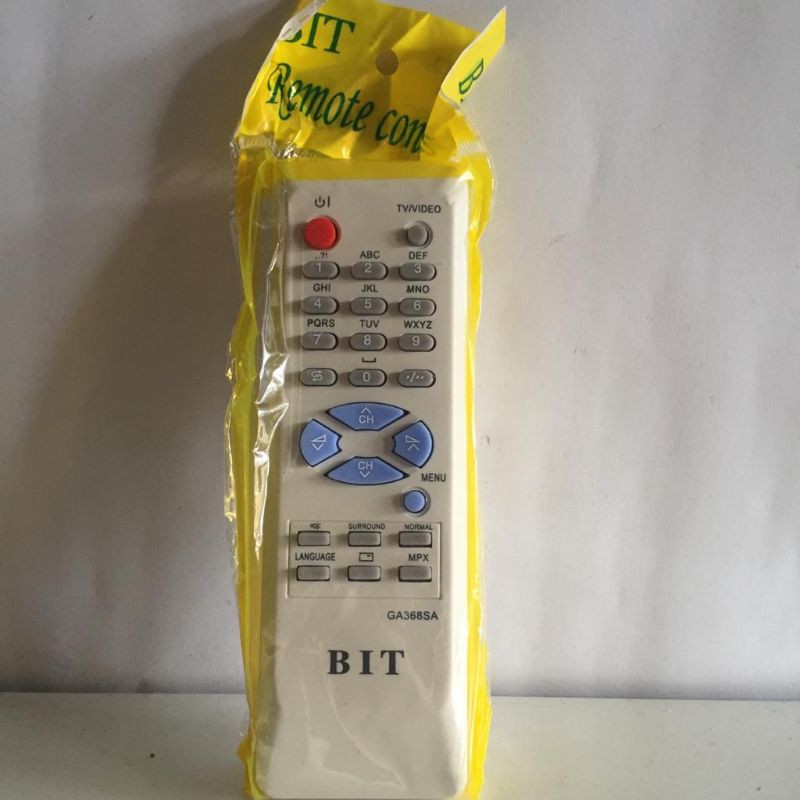 BIT
Remote con
B
TV/VIDEO
.,?! ABC DEF
1 2 3
GHI JKL MNO
4 5 6
PQRS TUV WXYZ
7 8 9
0 -/--
CH
CH
MENU
SURROUND NORMAL
LANGUAGE MPX
GA368SA
BIT